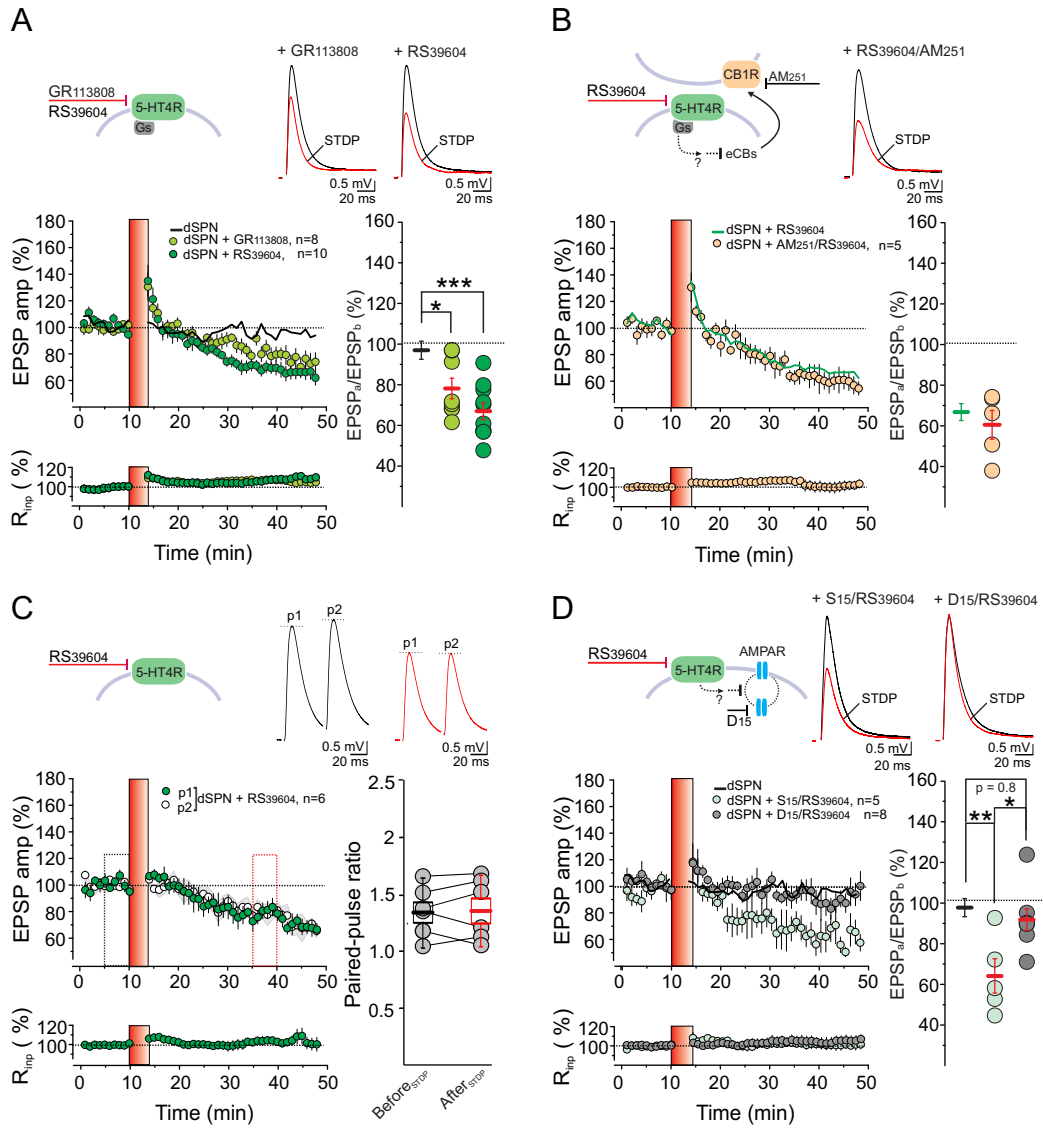 A
+ GR113808
+ RS39604
GR113808
RS39604
5-HT4R
Gs
STDP
0.5 mV
20 ms
0.5 mV
20 ms
180
160
140
120
100
80
60
EPSP amp (%)
dSPN
dSPN + GR113808, n=8
dSPN + RS39604, n=10
160
140
120
100
80
60
40
EPSPa/EPSPb (%)
***
*
120
100
Rinp (%)
0
10
20
30
40
50
Time (min)
B
+ RS39604/AM251
RS39604
CB1R
AM251
5-HT4R
Gs
?
eCBs
STDP
0.5 mV
20 ms
180
160
140
120
100
80
60
EPSP amp (%)
dSPN + RS39604
dSPN + AM251/RS39604, n=5
160
140
120
100
80
60
40
EPSPa/EPSPb (%)
120
100
Rinp (%)
0
10
20
30
40
50
Time (min)
C
RS39604
5-HT4R
p1
p2
p1
p2
0.5 mV
20 ms
0.5 mV
20 ms
180
160
140
120
100
80
60
EPSP amp (%)
p1
p2
dSPN + RS39604, n=6
2.5
2.0
1.5
1.0
0.5
Paired-pulse ratio
BeforeSTDP
AfterSTDP
120
100
Rinp (%)
0
10
20
30
40
50
Time (min)
D
+ S15/RS39604
+ D15/RS39604
RS39604
5-HT4R
AMPAR
?
D15
STDP
STDP
0.5 mV
20 ms
0.5 mV
20 ms
180
160
140
120
100
80
60
EPSP amp (%)
dSPN
dSPN + S15/RS39604, n=5
dSPN + D15/RS39604 n=8
160
140
120
100
80
60
40
EPSPa/EPSPb (%)
p = 0.8
**
*
120
100
Rinp (%)
0
10
20
30
40
50
Time (min)